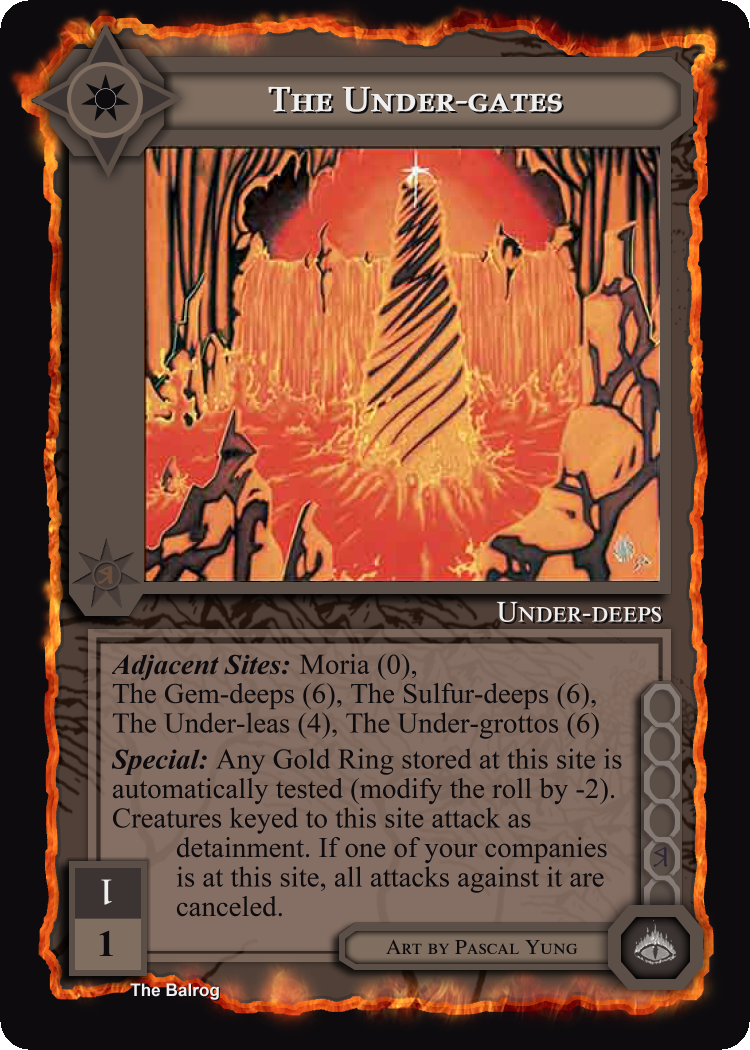 The Under-gates
Under-deeps
Adjacent Sites: Moria (0),
The Gem-deeps (6), The Sulfur-deeps (6),
The Under-leas (4), The Under-grottos (6)
Special: Any Gold Ring stored at this site is
automatically tested (modify the roll by -2).
Creatures keyed to this site attack as
detainment. If one of your companies
is at this site, all attacks against it are
canceled.
1
1
Art by Pascal Yung
The Balrog